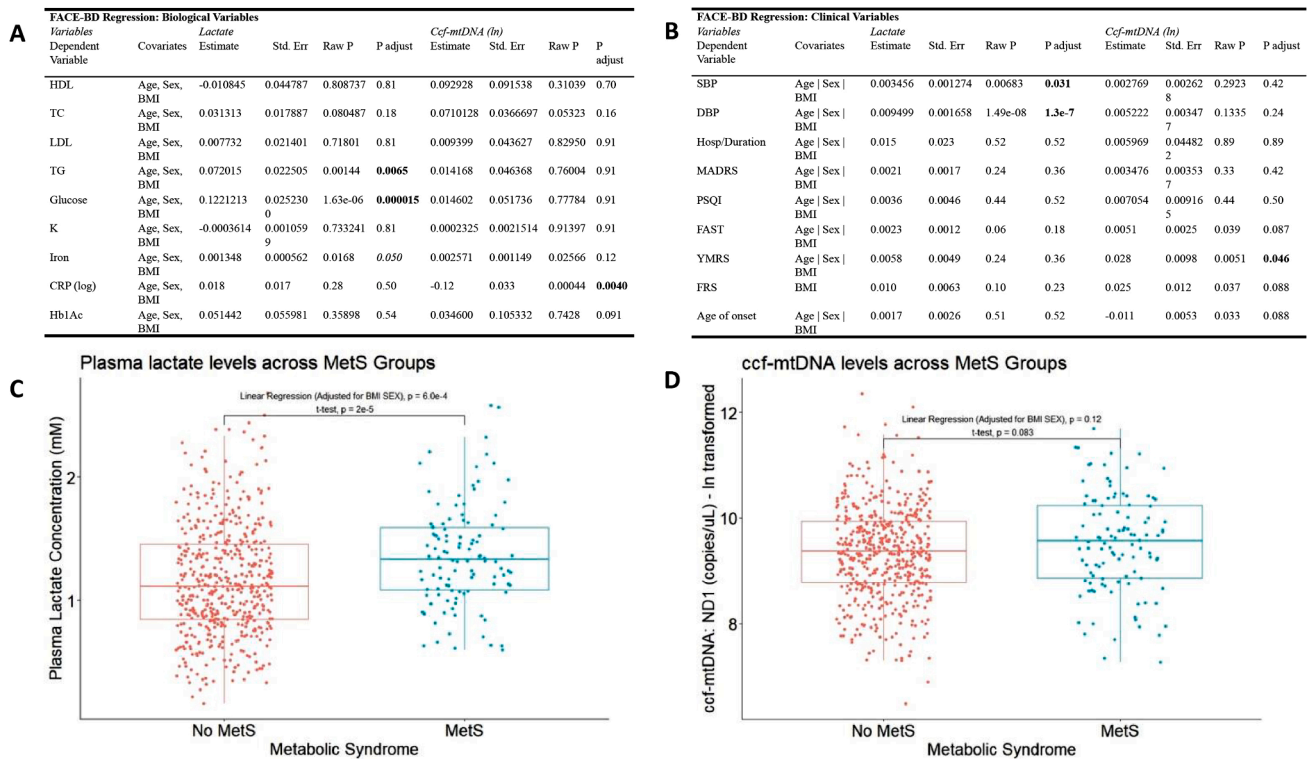 A
FACE-BD Regression: Biological Variables
Variables Lactate Ccf-mtDNA (ln)
Dependent Variable Covariates Estimate Std. Err Raw P P adjust Estimate Std. Err Raw P P adjust
HDL Age, Sex, BMI -0.010845 0.044787 0.808737 0.81 0.092928 0.091538 0.31039 0.70
TC Age, Sex, BMI 0.031313 0.017887 0.080487 0.18 0.0710128 0.0366697 0.05323 0.16
LDL Age, Sex, BMI 0.007732 0.021401 0.71801 0.81 0.009399 0.043627 0.82950 0.91
TG Age, Sex, BMI 0.072015 0.022505 0.00144 0.0065 0.014168 0.046368 0.76004 0.91
Glucose Age, Sex, BMI 0.1221213 0.0252300 1.63e-06 0.000015 0.014602 0.051736 0.77784 0.91
K Age, Sex, BMI -0.0003614 0.0010599 0.733241 0.81 0.0002325 0.0021514 0.91397 0.91
Iron Age, Sex, BMI 0.001348 0.000562 0.0168 0.050 0.002571 0.001149 0.02566 0.12
CRP (log) Age, Sex, BMI 0.018 0.017 0.28 0.50 -0.12 0.033 0.00044 0.0040
Hb1Ac Age, Sex, BMI 0.051442 0.055981 0.35898 0.54 0.034600 0.105332 0.7428 0.091
B
FACE-BD Regression: Clinical Variables
Variables Lactate Ccf-mtDNA (ln)
Dependent Variable Covariates Estimate Std. Err Raw P P adjust Estimate Std. Err Raw P P adjust
SBP Age | Sex | BMI 0.003456 0.001274 0.00683 0.031 0.002769 0.002628 0.2923 0.42
DBP Age | Sex | BMI 0.009499 0.001658 1.49e-08 1.3e-7 0.005222 0.003477 0.1335 0.24
Hosp/Duration Age | Sex | BMI 0.015 0.023 0.52 0.52 0.005969 0.044822 0.89 0.89
MADRS Age | Sex | BMI 0.0021 0.0017 0.24 0.36 0.003476 0.003537 0.33 0.42
PSQI Age | Sex | BMI 0.0036 0.0046 0.44 0.52 0.007054 0.009165 0.44 0.50
FAST Age | Sex | BMI 0.0023 0.0012 0.06 0.18 0.0051 0.0025 0.039 0.087
YMRS Age | Sex | BMI 0.0058 0.0049 0.24 0.36 0.028 0.0098 0.0051 0.046
FRS BMI 0.010 0.0063 0.10 0.23 0.025 0.012 0.037 0.088
Age of onset Age | Sex | BMI 0.0017 0.0026 0.51 0.52 -0.011 0.0053 0.033 0.088
C
Plasma lactate levels across MetS Groups
Linear Regression (Adjusted for BMI SEX), p = 6.0e-4
t-test, p = 2e-5
Plasma Lactate Concentration (mM)
2
1
No MetS MetS
Metabolic Syndrome
D
ccf-mtDNA levels across MetS Groups
Linear Regression (Adjusted for BMI SEX), p = 0.12
t-test, p = 0.083
ccf-mtDNA: ND1 (copies/uL) - ln transformed
12
10
8
No MetS MetS
Metabolic Syndrome